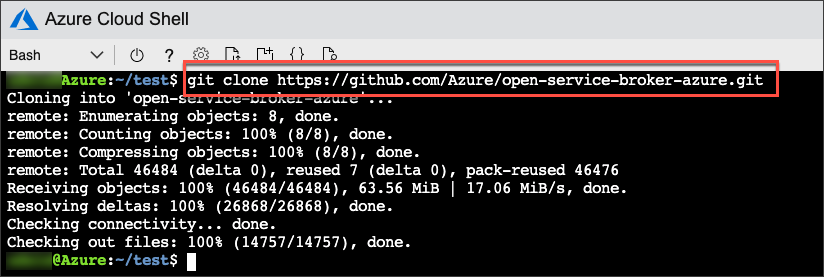 Azure Cloud Shell
Bash
Azure:~/test$ git clone https://github.com/Azure/open-service-broker-azure.git
Cloning into 'open-service-broker-azure'...
remote: Enumerating objects: 8, done.
remote: Counting objects: 100% (8/8), done.
remote: Compressing objects: 100% (8/8), done.
remote: Total 46484 (delta 0), reused 7 (delta 0), pack-reused 46476
Receiving objects: 100% (46484/46484), 63.56 MiB | 17.06 MiB/s, done.
Resolving deltas: 100% (26868/26868), done.
Checking connectivity... done.
Checking out files: 100% (14757/14757), done.
@Azure:~/test$